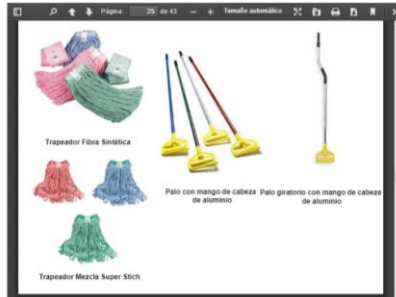 Página: 25 de 43 Tamaño automático
Trapeador Fibra Sintética
Palo con mango de cabeza
de aluminio
Palo giratorio con mango de cabeza
de aluminio
Trapeador Mezcla Super Stich